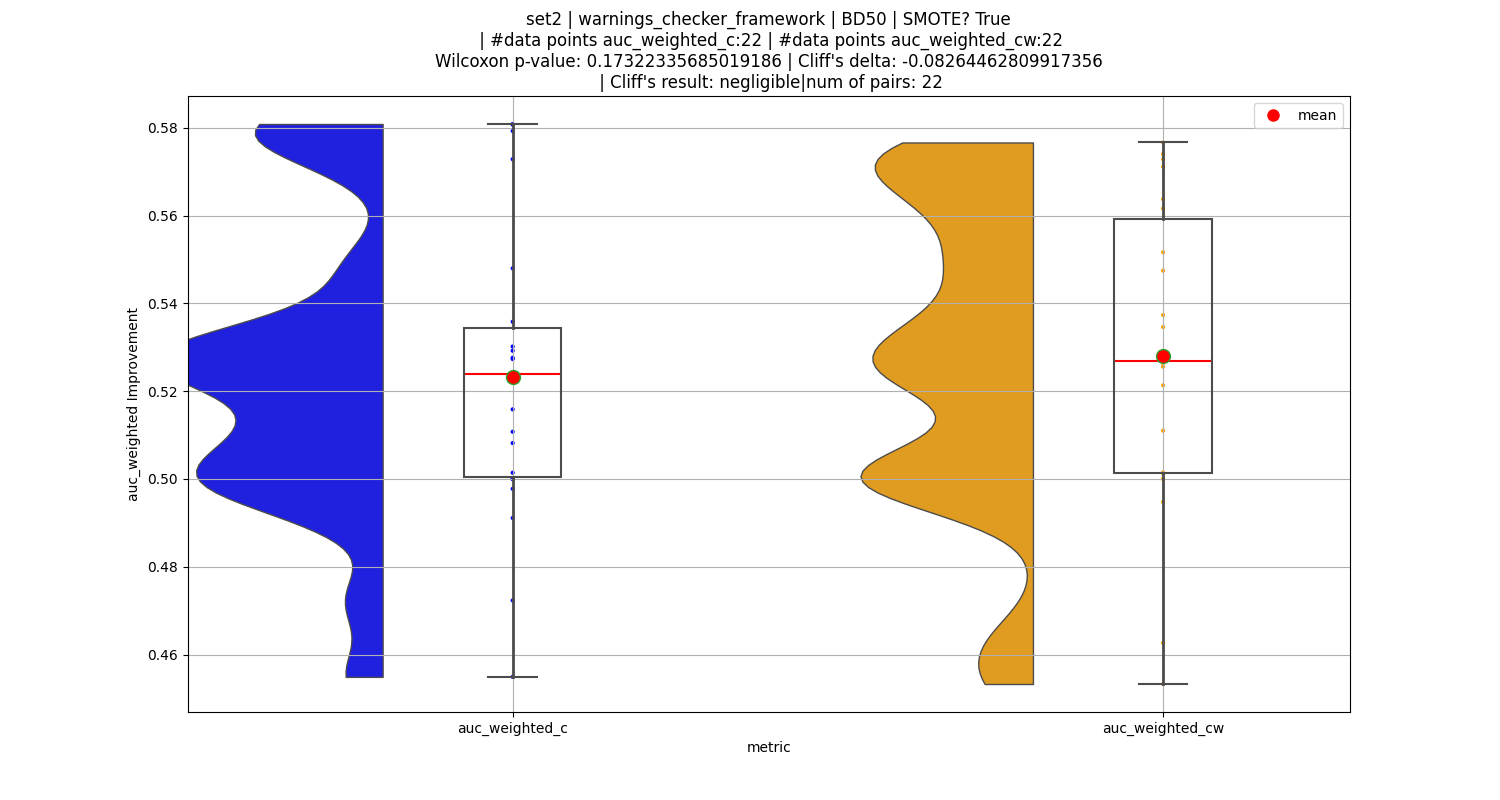 set2 | warnings_checker_framework | BD50 | SMOTE? True
| #data points auc_weighted_c:22 | #data points auc_weighted_cw:22
Wilcoxon p-value: 0.17322335685019186 | Cliff's delta: -0.08264462809917356
| Cliff's result: negligible|num of pairs: 22
mean
0.58
0.56
0.54
0.52
0.50
0.48
0.46
auc_weighted Improvement
auc_weighted_c
auc_weighted_cw
metric